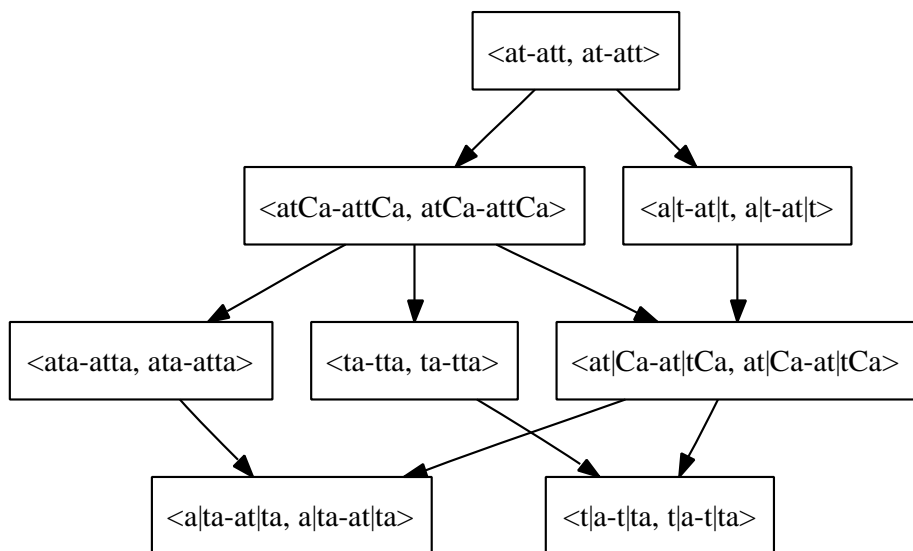 <at-att, at-att>
<atCa-attCa, atCa-attCa>
<a|t-at|t, a|t-at|t>
<ata-atta, ata-atta>
<ta-tta, ta-tta>
<at|Ca-at|tCa, at|Ca-at|tCa>
<a|ta-at|ta, a|ta-at|ta>
<t|a-t|ta, t|a-t|ta>